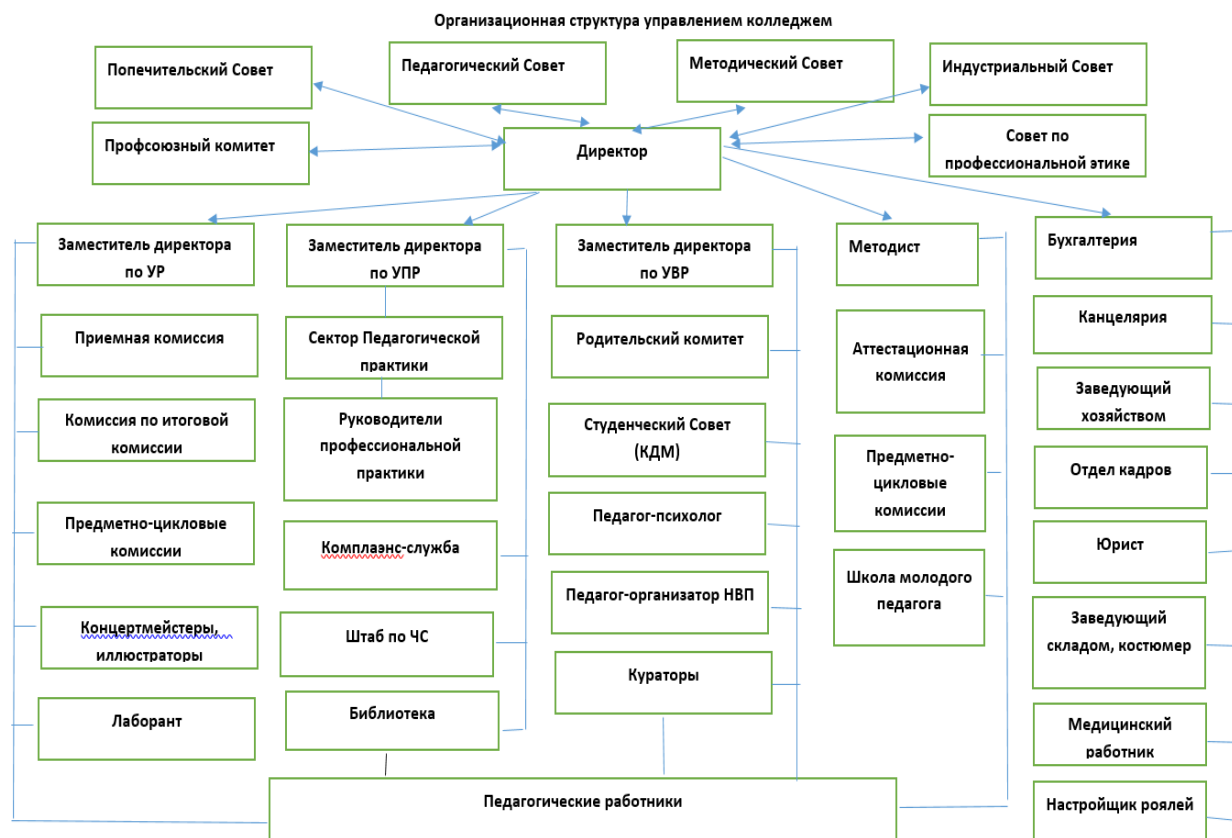 Организационная структура управлением колледжем
Попечительский Совет
Педагогический Совет
Методический Совет
Индустриальный Совет
Профсоюзный комитет
Директор
Совет по
профессиональной этике
Заместитель директора
по УР
Заместитель директора
по УПР
Заместитель директора
по УВР
Методист
Бухгалтерия
Приемная комиссия
Сектор Педагогической
практики
Родительский комитет
Аттестационная
комиссия
Канцелярия
Заведующий
хозяйством
Комиссия по итоговой
комиссии
Руководители
профессиональной
практики
Студенческий Совет
(КДМ)
Предметно-
цикловые
комиссии
Отдел кадров
Предметно-цикловые
комиссии
Комплаэнс-служба
Педагог-психолог
Юрист
Педагог-организатор НВП
Школа молодого
педагога
Концертмейстеры,
иллюстраторы
Штаб по ЧС
Заведующий
складом, костюмер
Кураторы
Лаборант
Библиотека
Медицинский
работник
Педагогические работники
Настройщик роялей